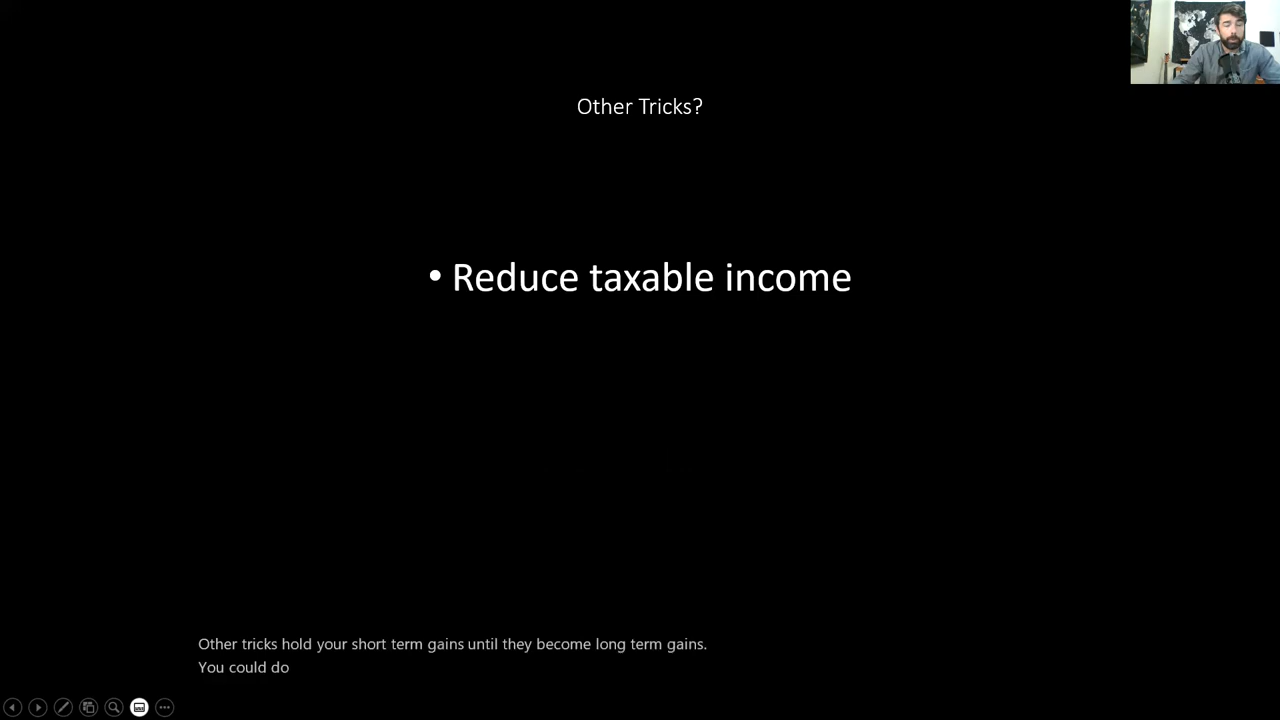 Other Tricks?
• Reduce taxable income
Other tricks hold your short term gains until they become long term gains.
You could do